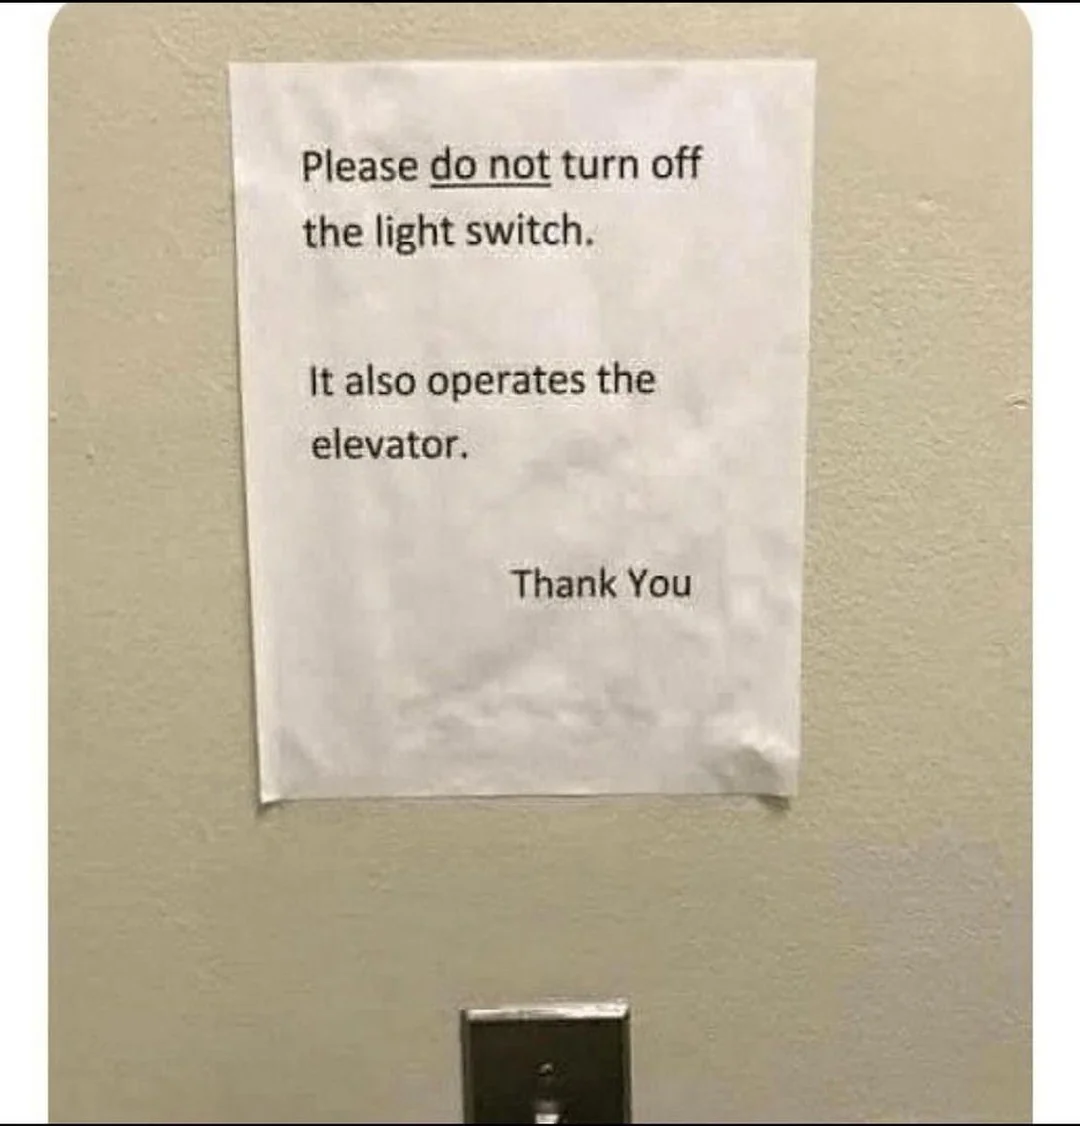 Please do not turn off
the light switch.
It also operates the
elevator.
Thank You